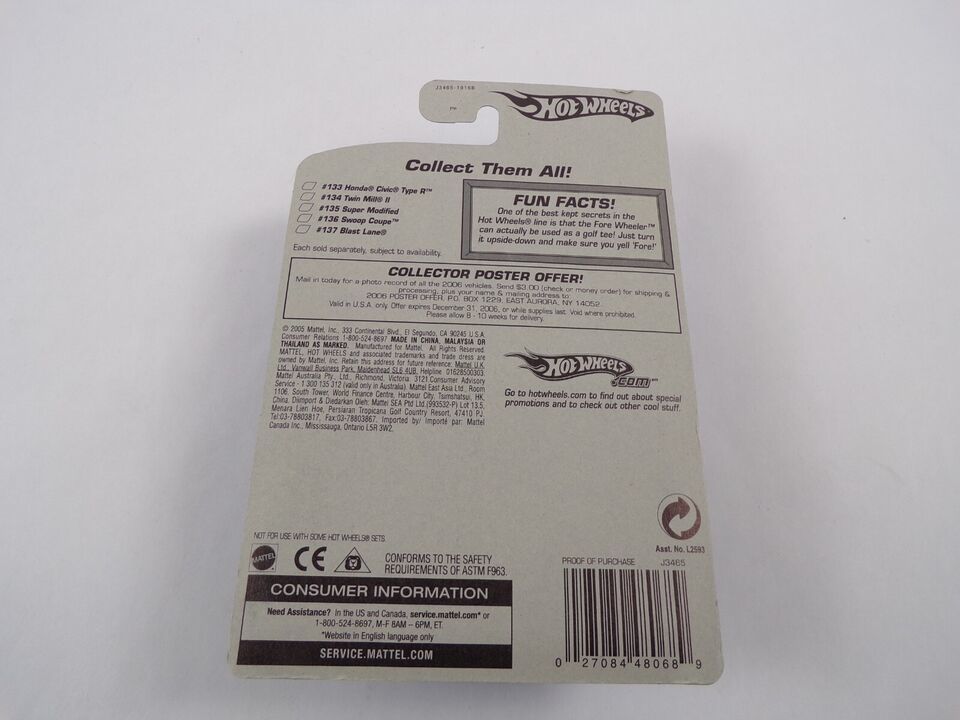 J3465-10168
HOT WHEELS
Collect Them All!
#133 Honda® Civic® Type R™
#134 Twin Mill® II
#135 Super Modified
#136 Swoop Coupe™
#137 Blast Lane®
Each sold separately, subject to availability.
FUN FACTS!
One of the best kept secrets in the
Hot Wheels® line is that the Fore Wheeler™
can actually be used as a golf tee! Just turn
it upside-down and make sure you yell 'Fore!'
COLLECTOR POSTER OFFER!
Mail in today for a photo record of all the 2006 vehicles. Send $3.00 (check or money order) for shipping &
processing, plus your name & mailing address to:
2006 POSTER OFFER, P.O. BOX 1229, EAST AURORA, NY 14052.
Valid in U.S.A. only. Offer expires December 31, 2006, or while supplies last. Void where prohibited.
Please allow 8 - 10 weeks for delivery.
© 2005 Mattel, Inc., 333 Continental Blvd., El Segundo, CA 90245 U.S.A.
Consumer Relations 1-800-524-8697 MADE IN CHINA, MALAYSIA OR
THAILAND AS MARKED. Manufactured for Mattel. All Rights Reserved.
MATTEL, HOT WHEELS and associated trademarks and trade dress are
owned by Mattel, Inc. Retain this address for future reference: Mattel U.K.
Ltd., Vanwall Business Park, Maidenhead SL6 4UB. Helpline 01628500303.
Mattel Australia Pty., Ltd., Richmond, Victoria. 3121.Consumer Advisory
Service - 1 300 135 312 (valid only in Australia). Mattel East Asia Ltd., Room
1106, South Tower, World Finance Centre, Harbour City, Tsimshatsui, HK,
China. Diimport & Diedarkan Oleh: Mattel SEA Ptd Ltd.(993532-P) Lot 13.5,
Menara Lien Hoe, Persiaran Tropicana Golf Country Resort, 47410 PJ.
Tel:03-78803817, Fax:03-78803867. Imported by/ Importé par: Mattel
Canada Inc., Mississauga, Ontario L5R 3W2.
HOT WHEELS
.com™
Go to hotwheels.com to find out about special
promotions and to check out other cool stuff.
NOT FOR USE WITH SOME HOT WHEELS® SETS.
MATTEL
CE
CONFORMS TO THE SAFETY
REQUIREMENTS OF ASTM F963.
CONSUMER INFORMATION
Need Assistance? In the US and Canada, service.mattel.com* or
1-800-524-8697, M-F 8AM – 6PM, ET.
*Website in English language only
SERVICE.MATTEL.COM
Asst. No. L2593
PROOF OF PURCHASE J3465
0 27084 48068 9